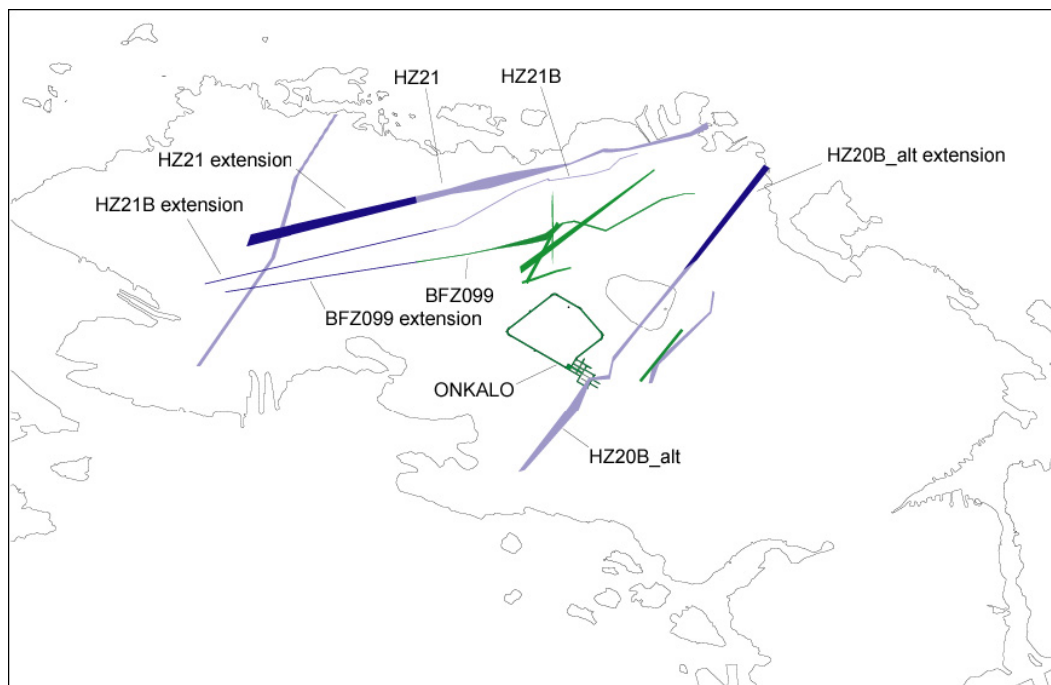 HZ21
HZ21B
HZ21 extension
HZ20B_alt extension
HZ21B extension
BFZ099
BFZ099 extension
ONKALO
HZ20B_alt